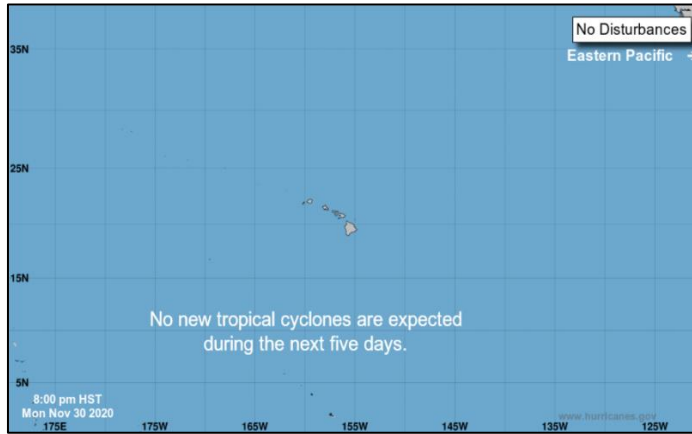 No Disturbances
Eastern Pacific →
35N
25N
15N
No new tropical cyclones are expected
during the next five days.
5N
8:00 pm HST
Mon Nov 30 2020
www.hurricanes.gov
175E 175W 165W 155W 145W 135W 125W